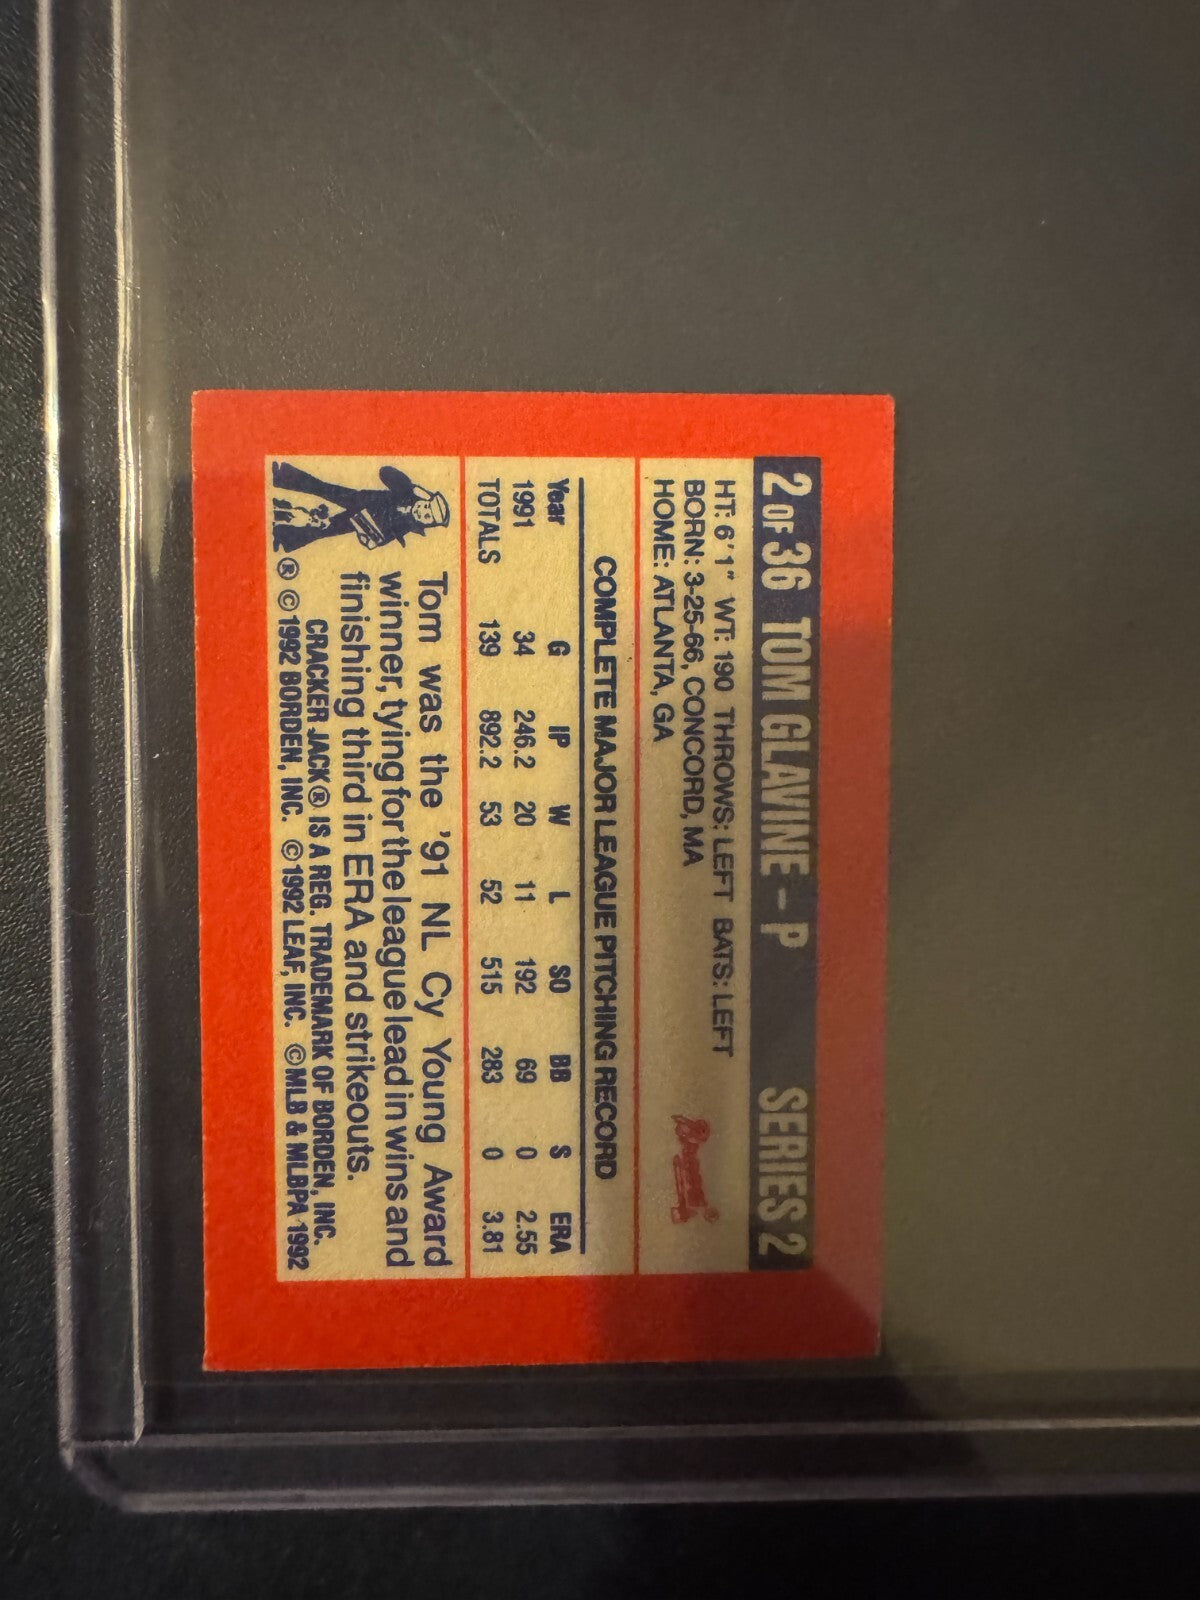 2 OF 36 TOM GLAVINE - P SERIES 2
HT: 6'1" WT: 190 THROWS: LEFT BATS: LEFT
BORN: 3-25-66, CONCORD, MA
HOME: ATLANTA, GA
Braves
COMPLETE MAJOR LEAGUE PITCHING RECORD
Year G IP W L SO BB S ERA
1991 34 246.2 20 11 192 69 0 2.55
TOTALS 139 892.2 53 52 515 283 0 3.81
Tom was the '91 NL Cy Young Award
winner, tying for the league lead in wins and
finishing third in ERA and strikeouts.
CRACKER JACK® IS A REG. TRADEMARK OF BORDEN, INC.
® ©1992 BORDEN, INC. ©1992 LEAF, INC. ©MLB & MLBPA 1992